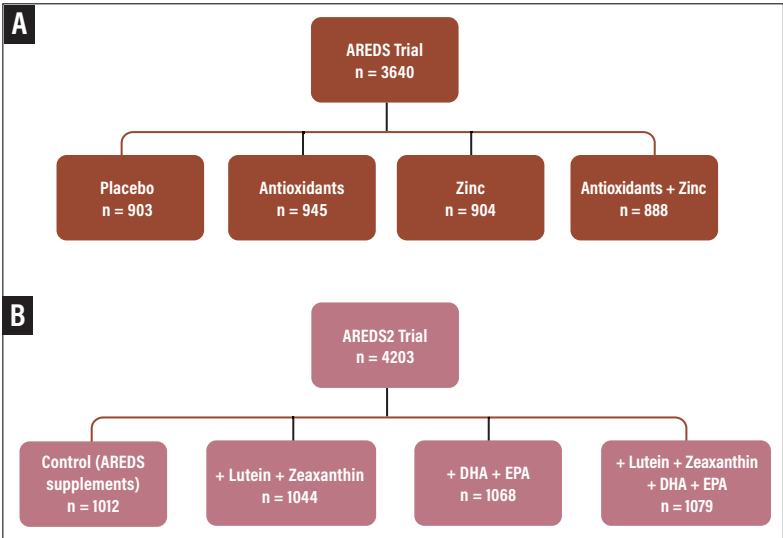 A
AREDS Trial
n = 3640
Placebo
n = 903
Antioxidants
n = 945
Zinc
n = 904
Antioxidants + Zinc
n = 888
B
AREDS2 Trial
n = 4203
Control (AREDS
supplements)
n = 1012
+ Lutein + Zeaxanthin
n = 1044
+ DHA + EPA
n = 1068
+ Lutein + Zeaxanthin
+ DHA + EPA
n = 1079